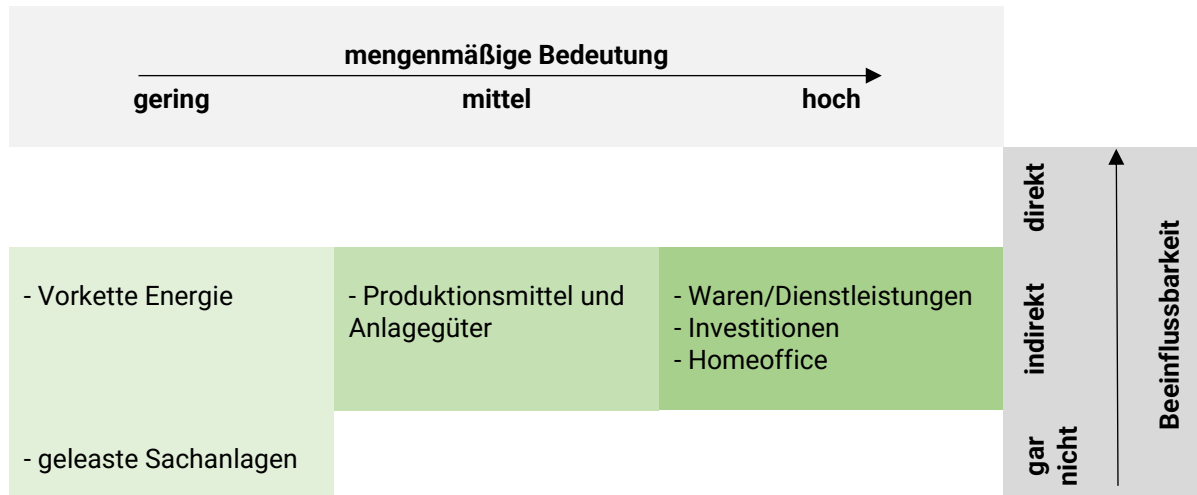 mengenmäßige Bedeutung
gering mittel hoch
direkt
- Vorkette Energie
- Produktionsmittel und
Anlagegüter
- Waren/Dienstleistungen
- Investitionen
- Homeoffice
indirekt
- geleaste Sachanlagen
gar
nicht
Beeinflussbarkeit